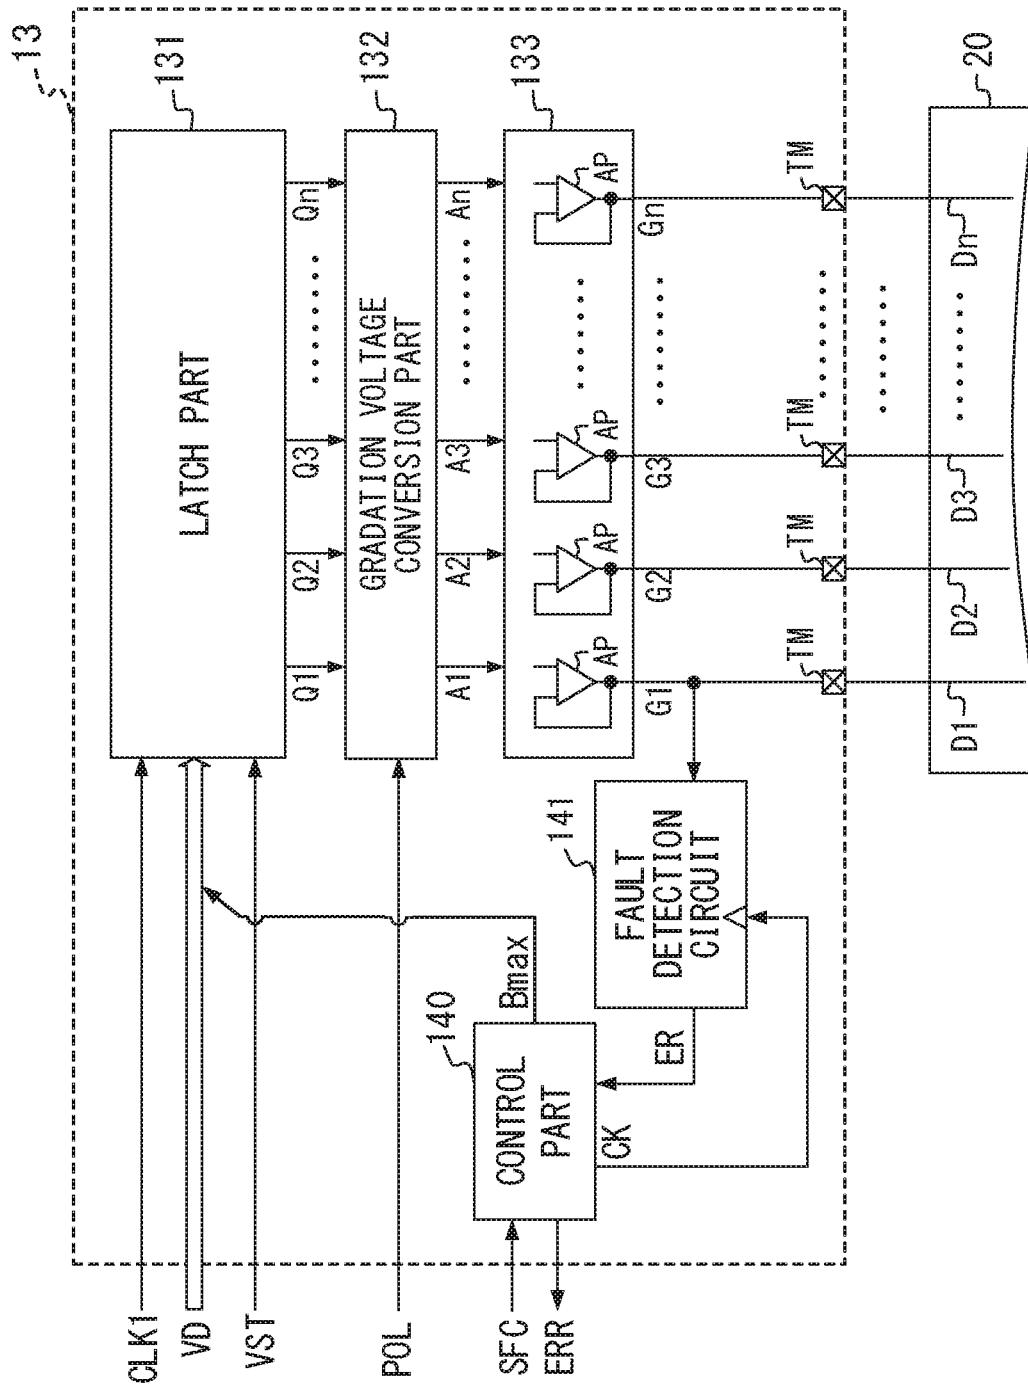 13
CLK1
VD
VST
POL
SFC
ERR
LATCH PART
131
Q1
Q2
Q3
Qn
GRADATION VOLTAGE
CONVERSION PART
132
A1
A2
A3
An
133
AP
AP
AP
AP
G1
G2
G3
Gn
Bmax
140
CONTROL
PART
CK
ER
141
FAULT
DETECTION
CIRCUIT
TM
TM
TM
TM
20
D1
D2
D3
Dn